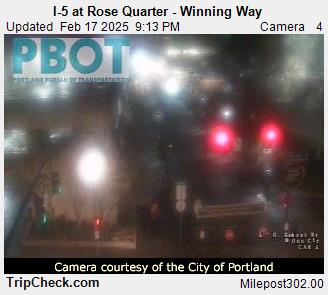 I-5 at Rose Quarter - Winning Way
Updated Feb 17 2025 9:13 PM Camera 4
PBOT
PORTLAND BUREAU OF TRANSPORTATION
Camera courtesy of the City of Portland
TripCheck.com Milepost302.00